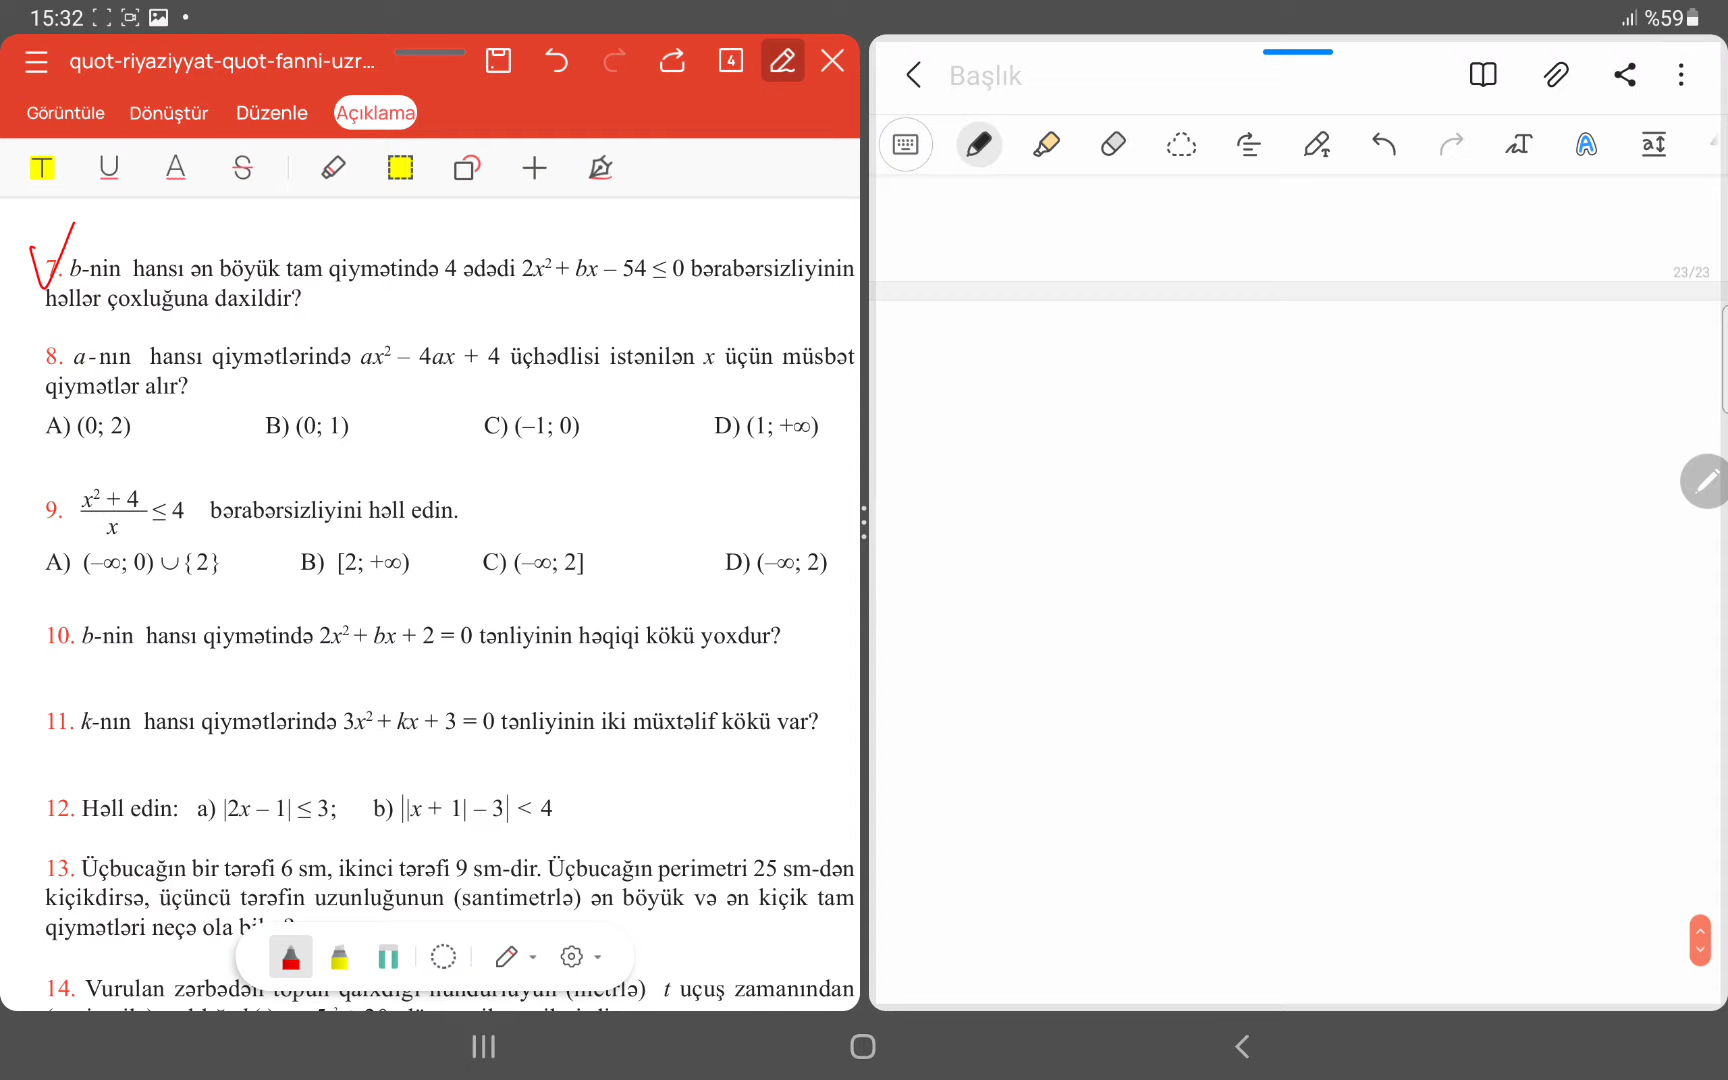 15:32
%59
quot-riyaziyyat-quot-fanni-uzr...
4
Görüntüle Dönüştür Düzenle Açıklama
T U A S
7. b-nin hansı ən böyük tam qiymətində 4 ədədi 2x² + bx – 54 ≤ 0 bərabərsizliyinin
həllər çoxluğuna daxildir?
8. a-nın hansı qiymətlərində ax² – 4ax + 4 üçhədlisi istənilən x üçün müsbət
qiymətlər alır?
A) (0; 2) B) (0; 1) C) (–1; 0) D) (1; +∞)
9. (x² + 4)/x ≤ 4 bərabərsizliyini həll edin.
A) (–∞; 0) ∪ {2} B) [2; +∞) C) (–∞; 2] D) (–∞; 2)
10. b-nin hansı qiymətində 2x² + bx + 2 = 0 tənliyinin həqiqi kökü yoxdur?
11. k-nın hansı qiymətlərində 3x² + kx + 3 = 0 tənliyinin iki müxtəlif kökü var?
12. Həll edin: a) |2x – 1| ≤ 3; b) ||x + 1| – 3| < 4
13. Üçbucağın bir tərəfi 6 sm, ikinci tərəfi 9 sm-dir. Üçbucağın perimetri 25 sm-dən
kiçikdirsə, üçüncü tərəfin uzunluğunun (santimetrlə) ən böyük və ən kiçik tam
qiymətləri neçə ola
14. Vurulan zərbədən topun qalxdığı hündürlüyün (metrlə) t uçuş zamanından
Başlık
23/23